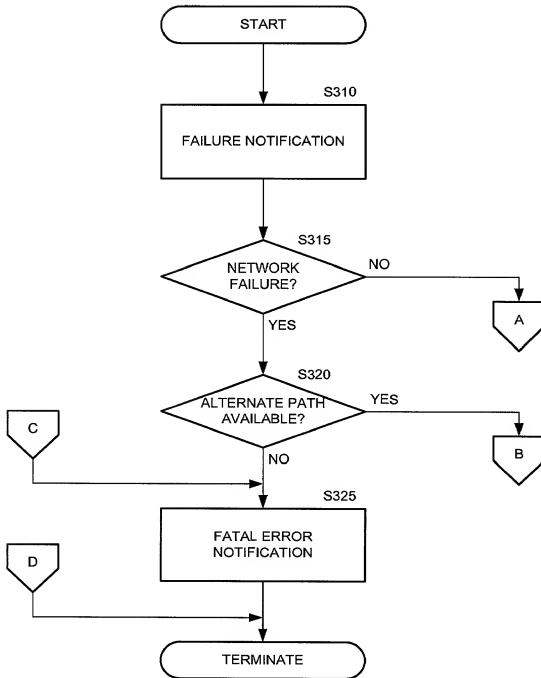 START
S310
FAILURE NOTIFICATION
S315
NETWORK
FAILURE?
NO
A
YES
S320
ALTERNATE PATH
AVAILABLE?
YES
B
C
NO
S325
FATAL ERROR
NOTIFICATION
D
TERMINATE